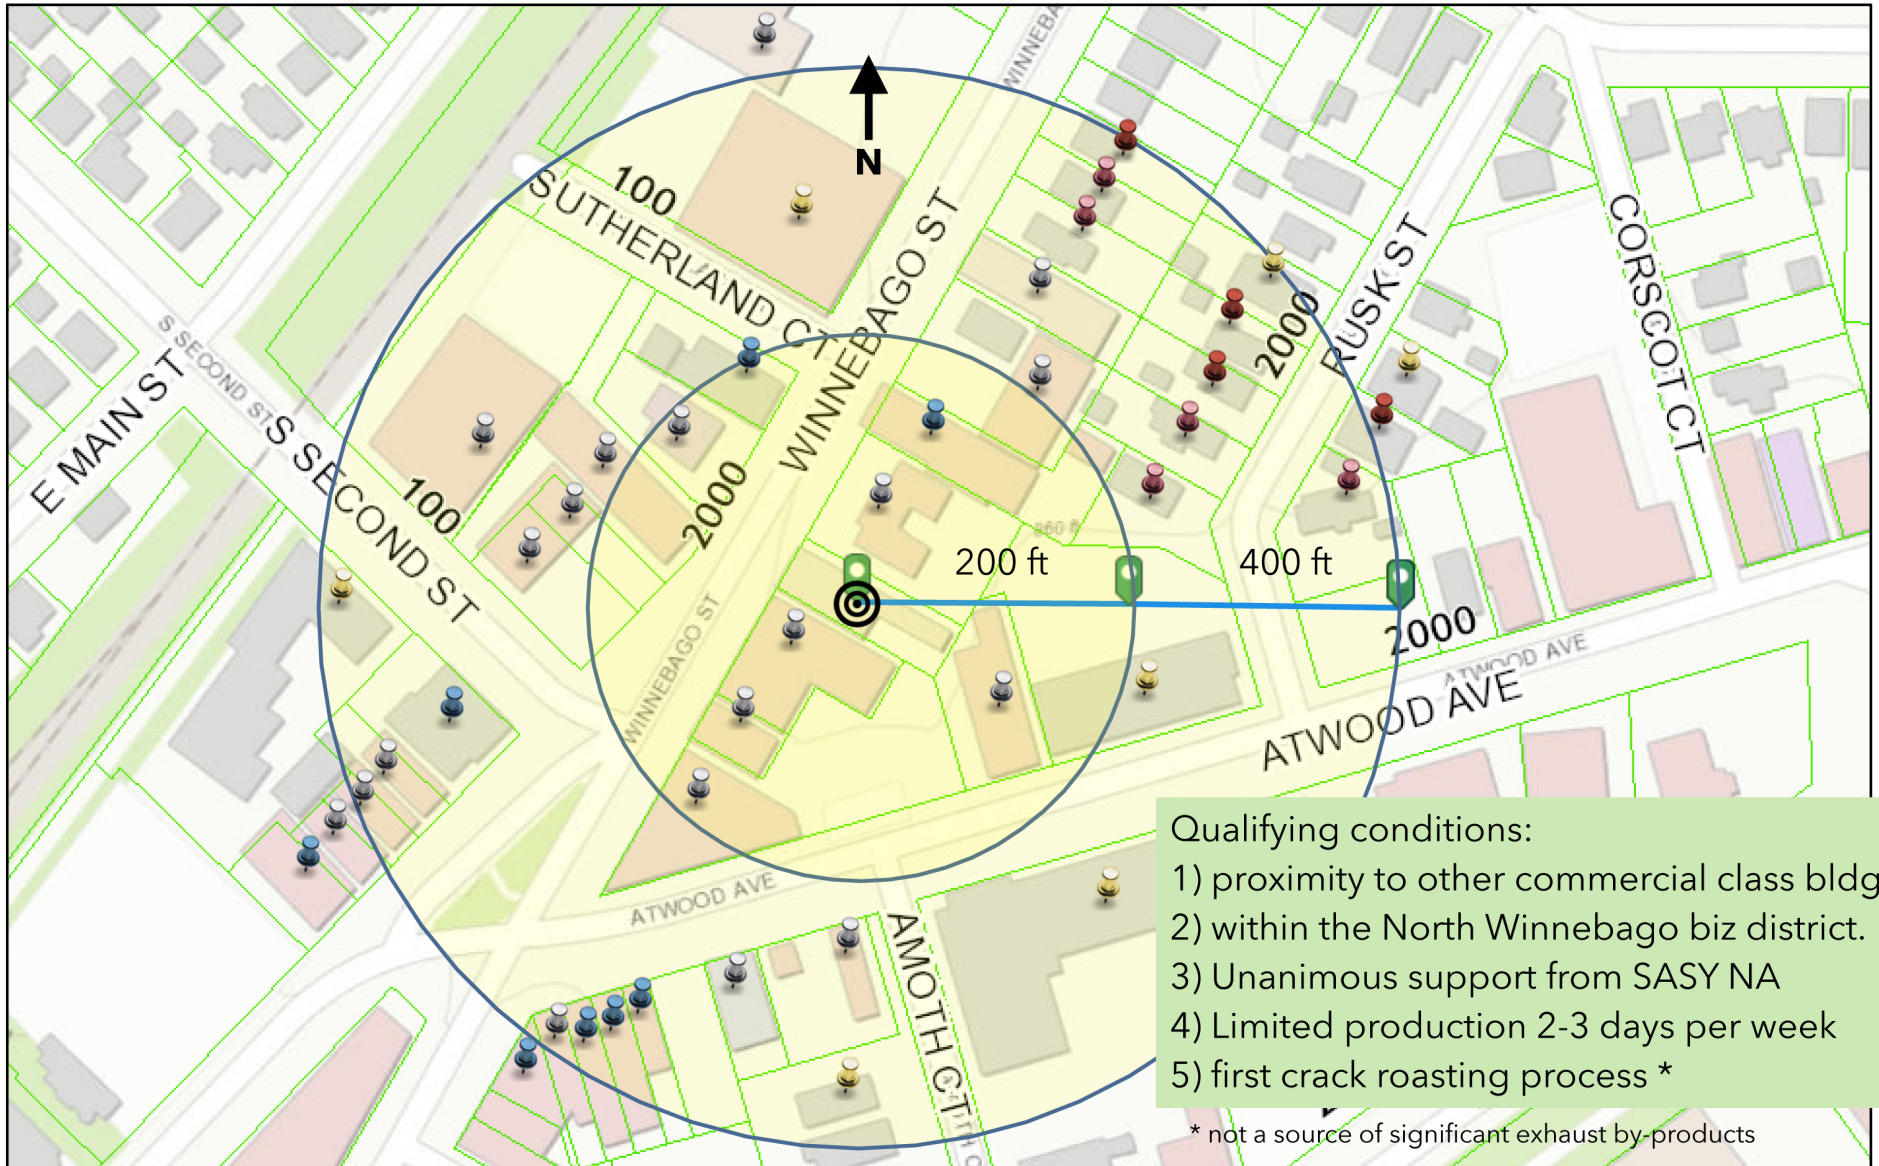 WINNEBA
N
100
SUTHERLAND CT
WINNEBAGO ST
CORSCOT CT
RUSK ST
2000
S SECOND ST
E MAIN ST
S SECOND ST
100
2000
860 ft
200 ft
400 ft
WINNEBAGO ST
2000
ATWOOD AVE
ATWOOD AVE
ATWOOD AVE
AMOTH CT
Qualifying conditions:
1) proximity to other commercial class bldg
2) within the North Winnebago biz district.
3) Unanimous support from SASY NA
4) Limited production 2-3 days per week
5) first crack roasting process *
* not a source of significant exhaust by-products